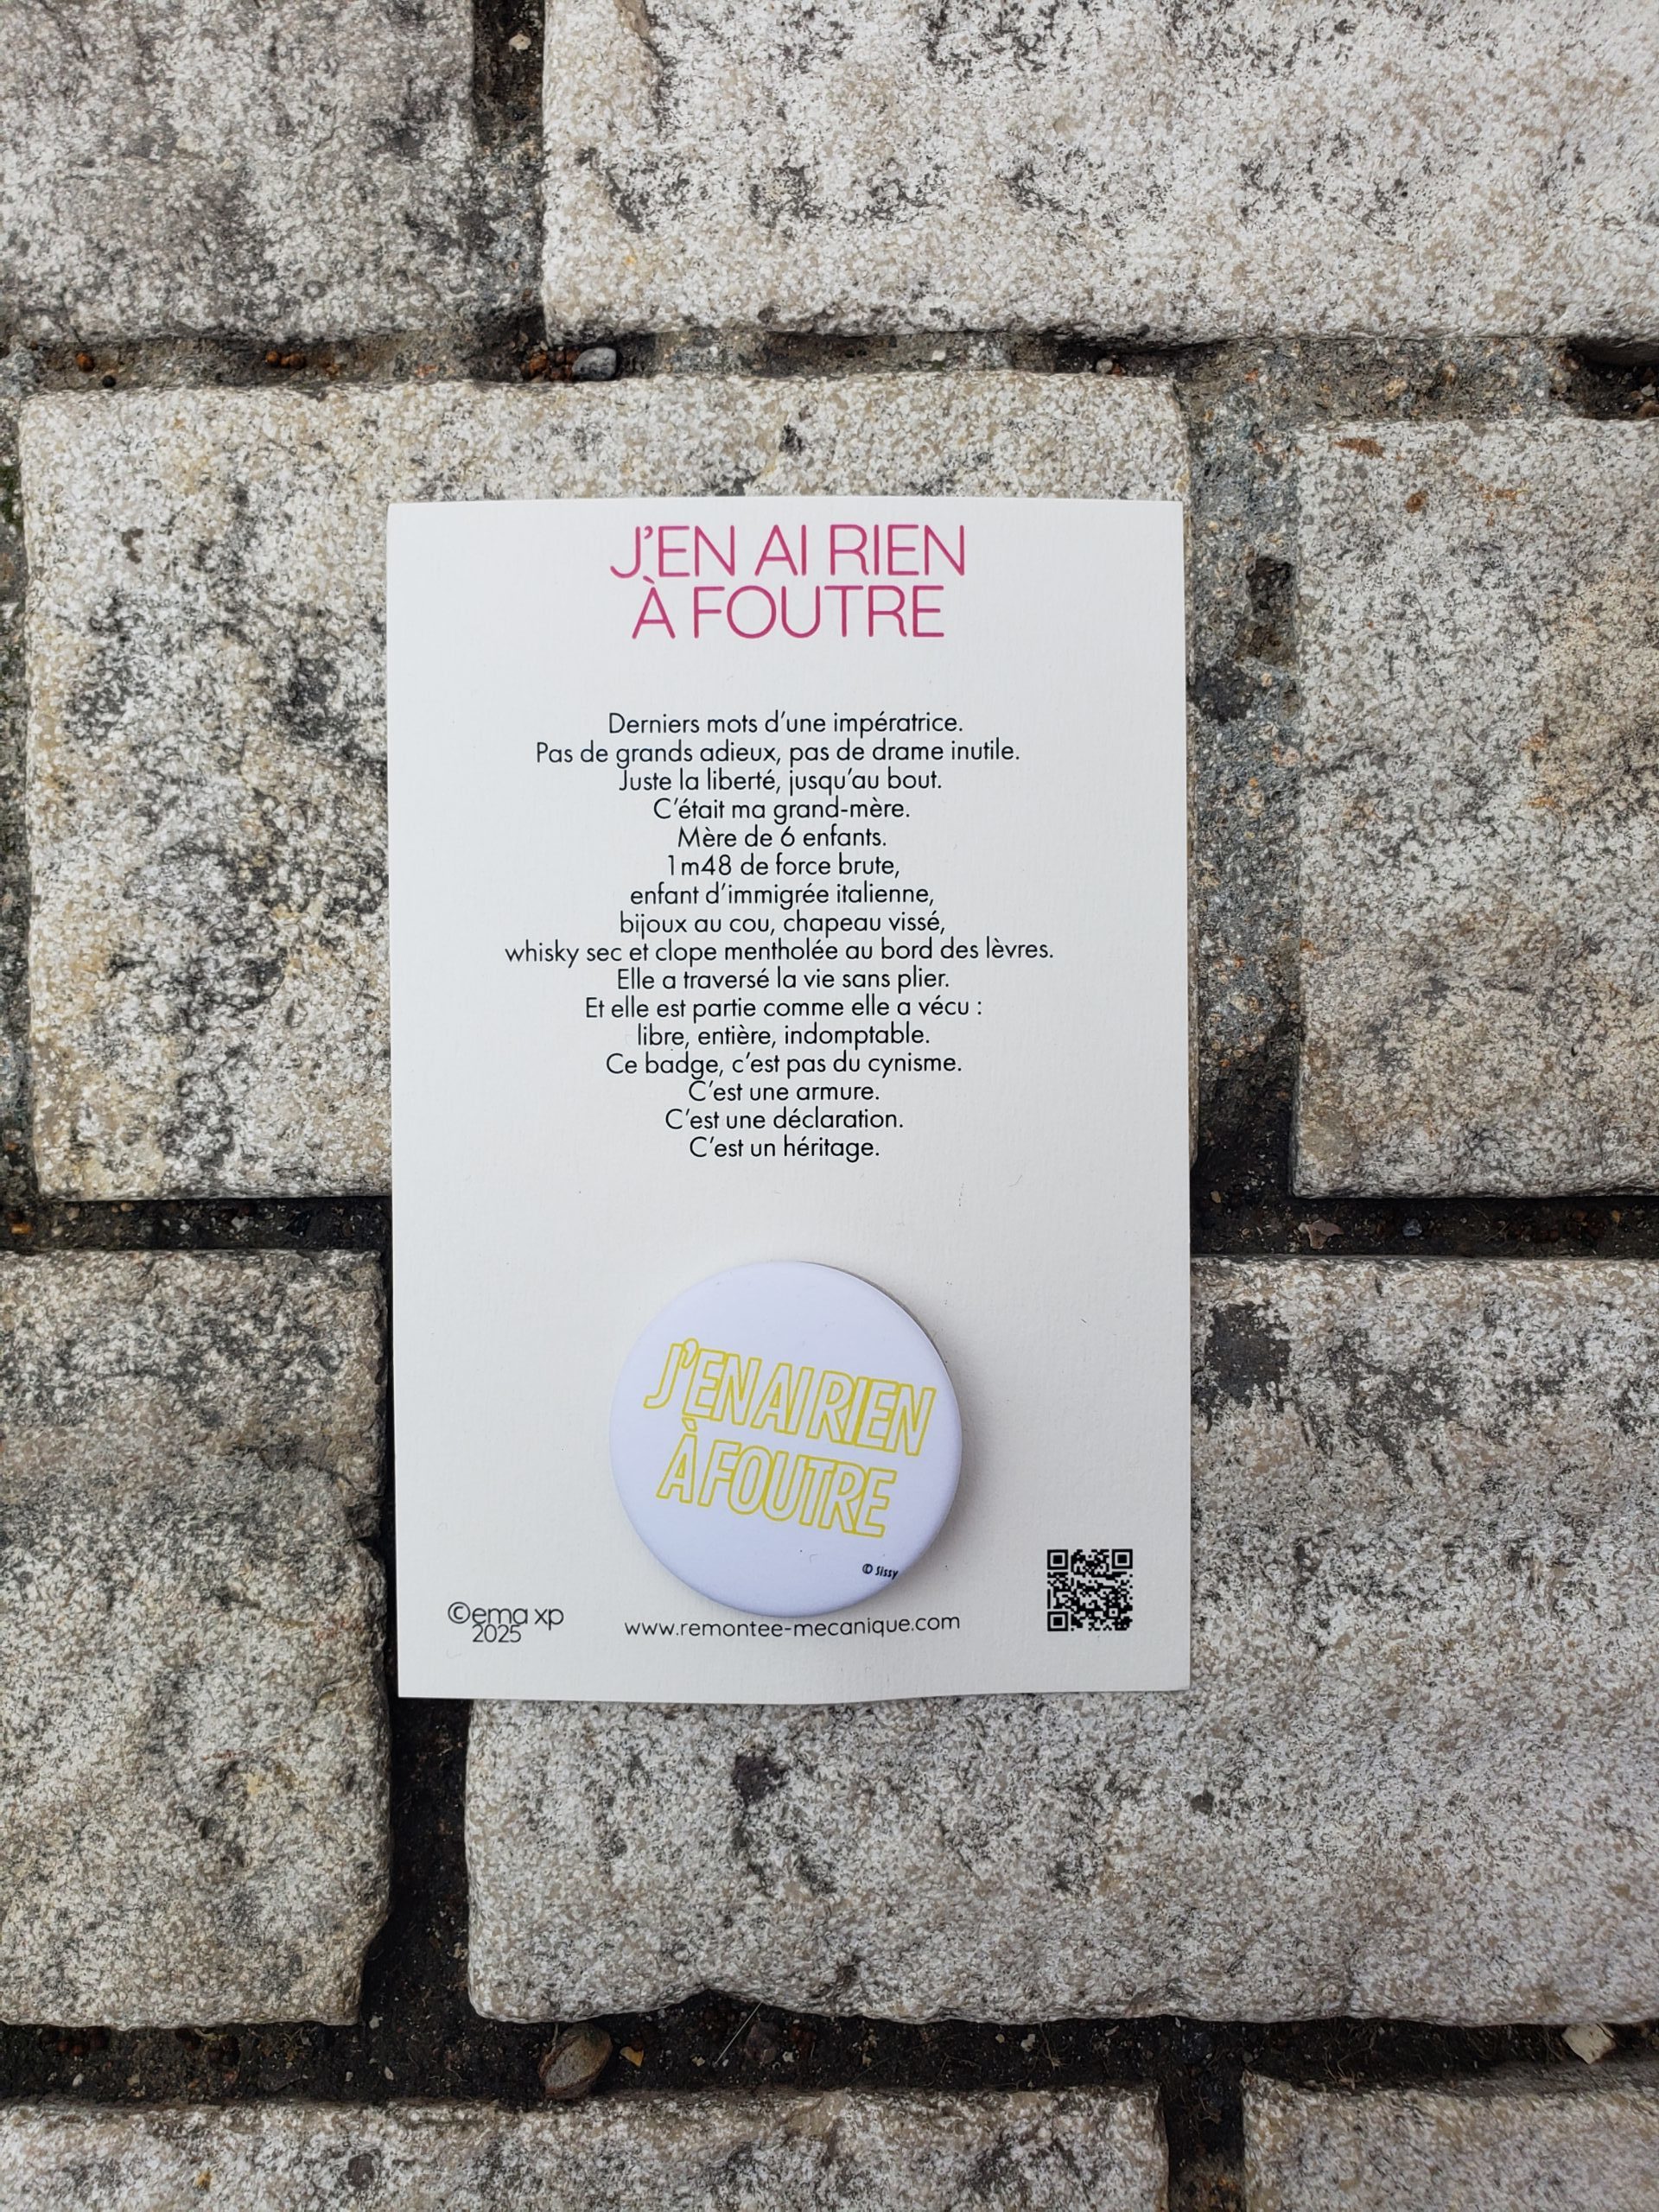 J'EN AI RIEN
À FOUTRE
Derniers mots d'une impératrice.
Pas de grands adieux, pas de drame inutile.
Juste la liberté, jusqu'au bout.
C'était ma grand-mère.
Mère de 6 enfants.
1m48 de force brute,
enfant d'immigrée italienne,
bijoux au cou, chapeau vissé,
whisky sec et clope mentholée au bord des lèvres.
Elle a traversé la vie sans plier.
Et elle est partie comme elle a vécu :
libre, entière, indomptable.
Ce badge, c'est pas du cynisme.
C'est une armure.
C'est une déclaration.
C'est un héritage.
J'EN AI RIEN
À FOUTRE
© Sissy
©ema xp
2025
www.remontee-mecanique.com